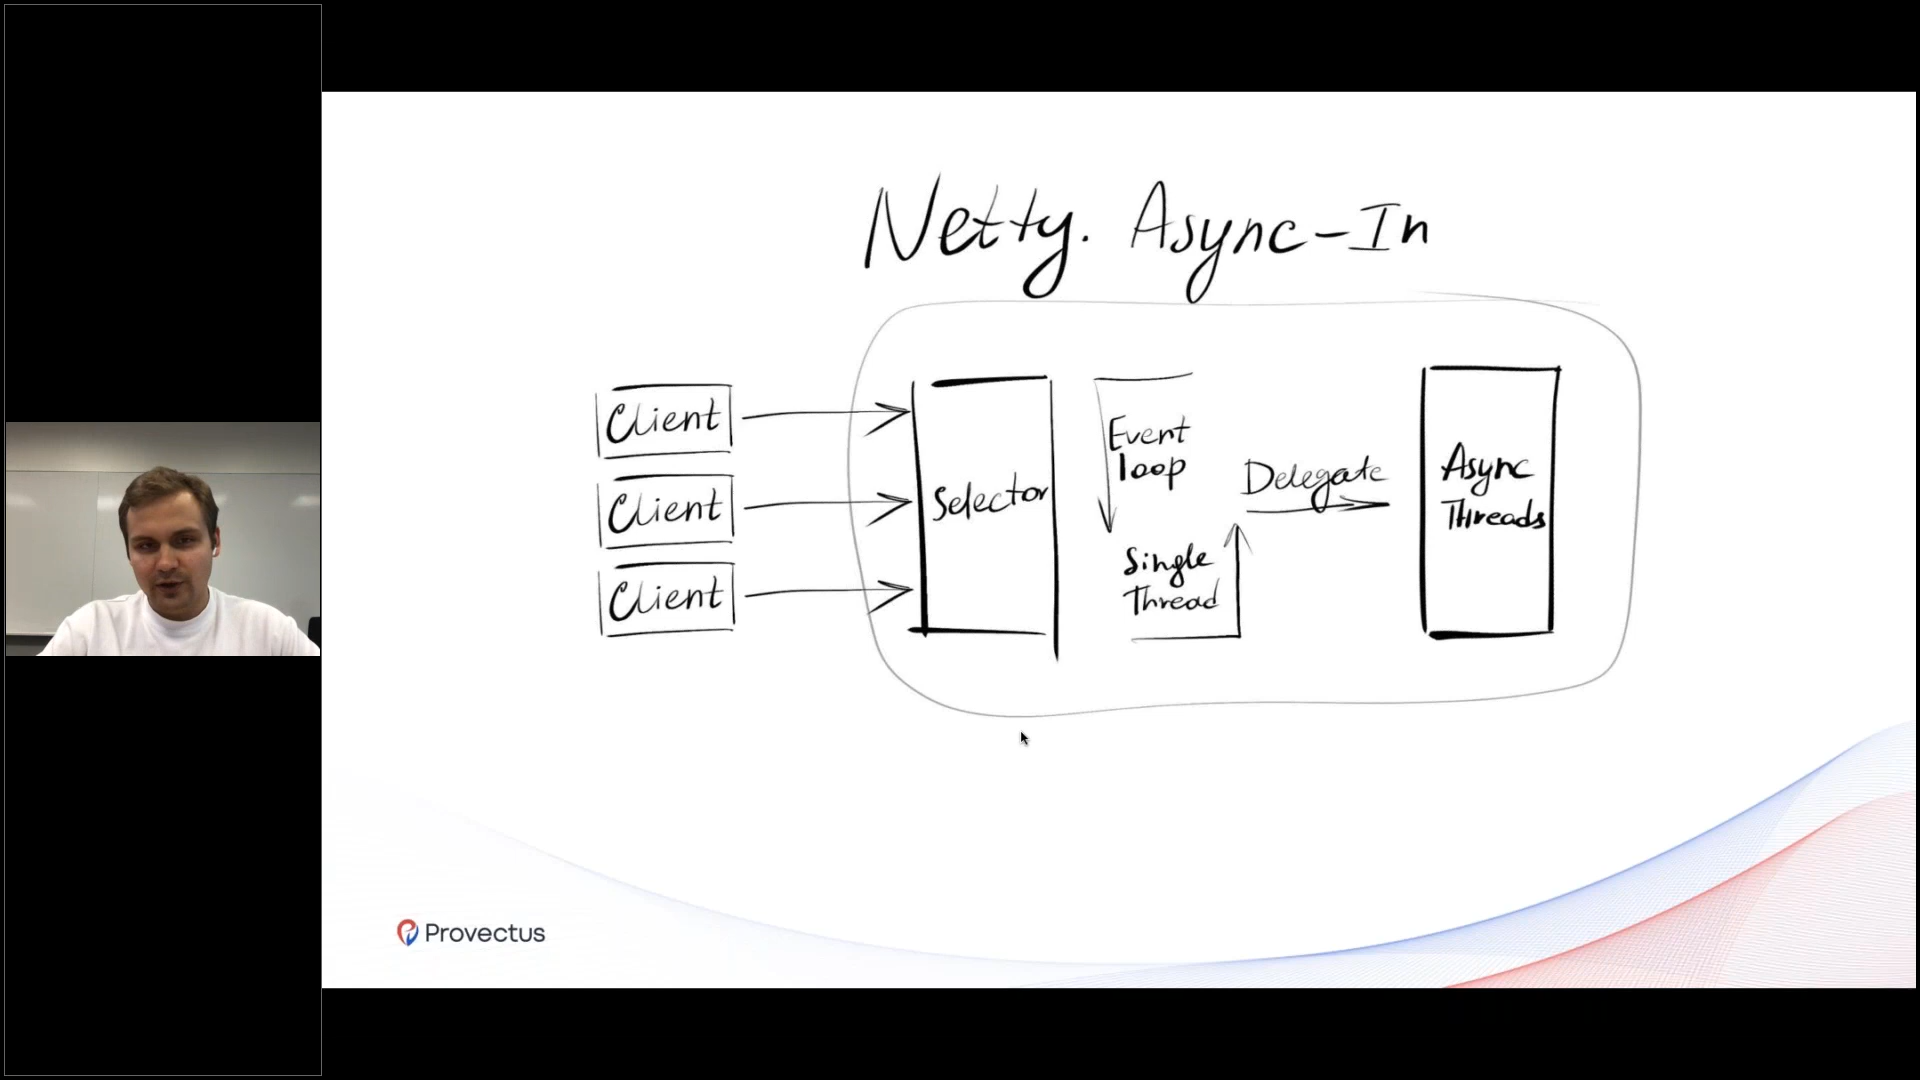 Netty. Async-In
Client
Client
Client
Selector
Event
loop
Single
Thread
Delegate
Async
Threads
Provectus